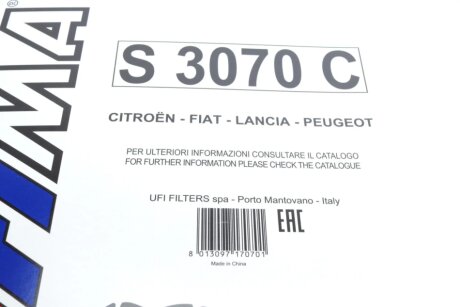 S 3070 C
CITROËN - FIAT - LANCIA - PEUGEOT
PER ULTERIORI INFORMAZIONI CONSULTARE IL CATALOGO
FOR FURTHER INFORMATION PLEASE CHECK THE CATALOGUE
UFI FILTERS spa - Porto Mantovano - Italy
EAC
8 013097 170701
Made in China
FIMA